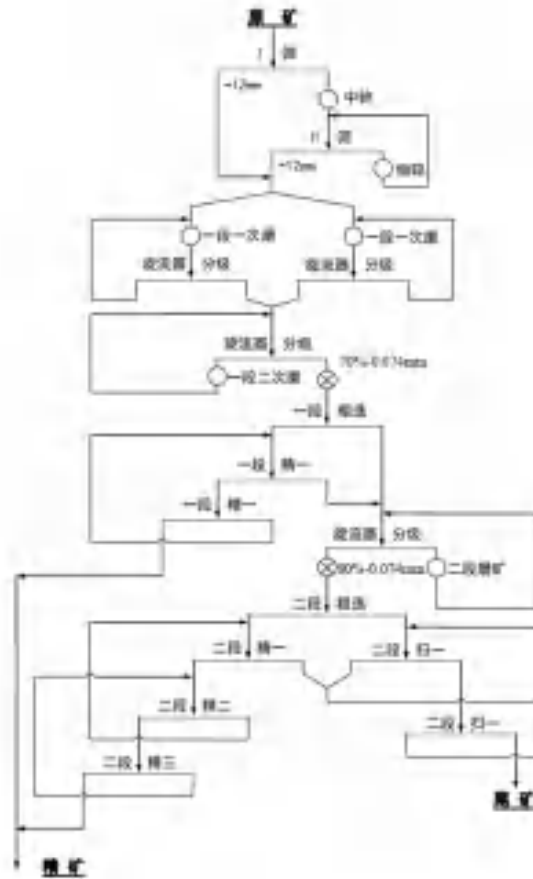 原 矿
I 筛
-12mm
中碎
II 筛
-12mm
细碎
一段一次磨
一段一次磨
旋流器 分级
旋流器 分级
旋流器 分级
一段二次磨
70%-0.074mm
一段 粗选
一段 精一
一段 精一
旋流器 分级
90%-0.074mm
二段磨矿
二段 粗选
二段 精一
二段 扫一
二段 精二
二段 扫一
二段 精三
尾 矿
精 矿